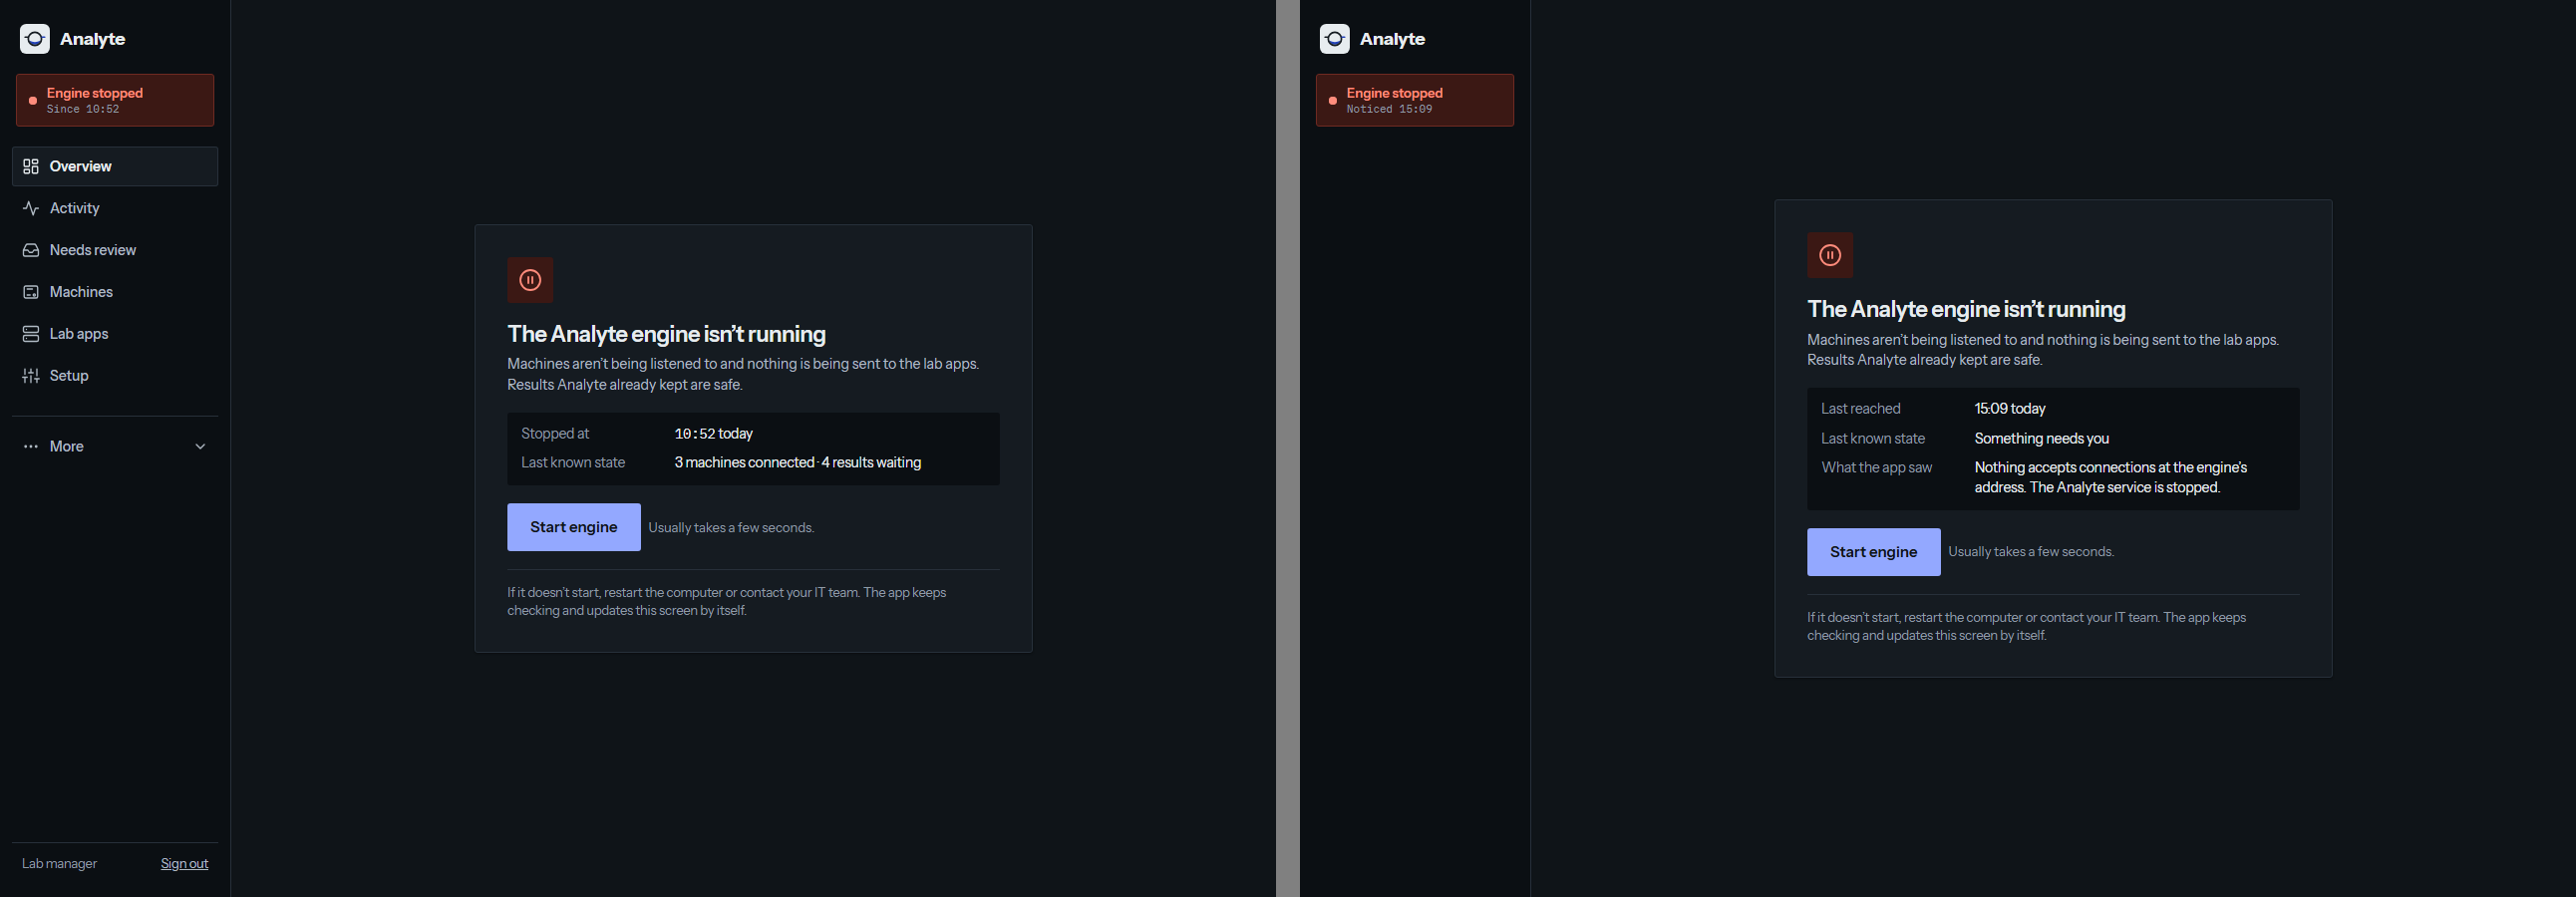 Analyte
Engine stopped
Since 10:52
Overview
Activity
Needs review
Machines
Lab apps
Setup
More
Lab manager
Sign out
The Analyte engine isn’t running
Machines aren’t being listened to and nothing is being sent to the lab apps.
Results Analyte already kept are safe.
Stopped at 10:52 today
Last known state 3 machines connected · 4 results waiting
Start engine Usually takes a few seconds.
If it doesn’t start, restart the computer or contact your IT team. The app keeps
checking and updates this screen by itself.
Analyte
Engine stopped
Noticed 15:09
The Analyte engine isn’t running
Machines aren’t being listened to and nothing is being sent to the lab apps.
Results Analyte already kept are safe.
Last reached 15:09 today
Last known state Something needs you
What the app saw Nothing accepts connections at the engine’s
address. The Analyte service is stopped.
Start engine Usually takes a few seconds.
If it doesn’t start, restart the computer or contact your IT team. The app keeps
checking and updates this screen by itself.